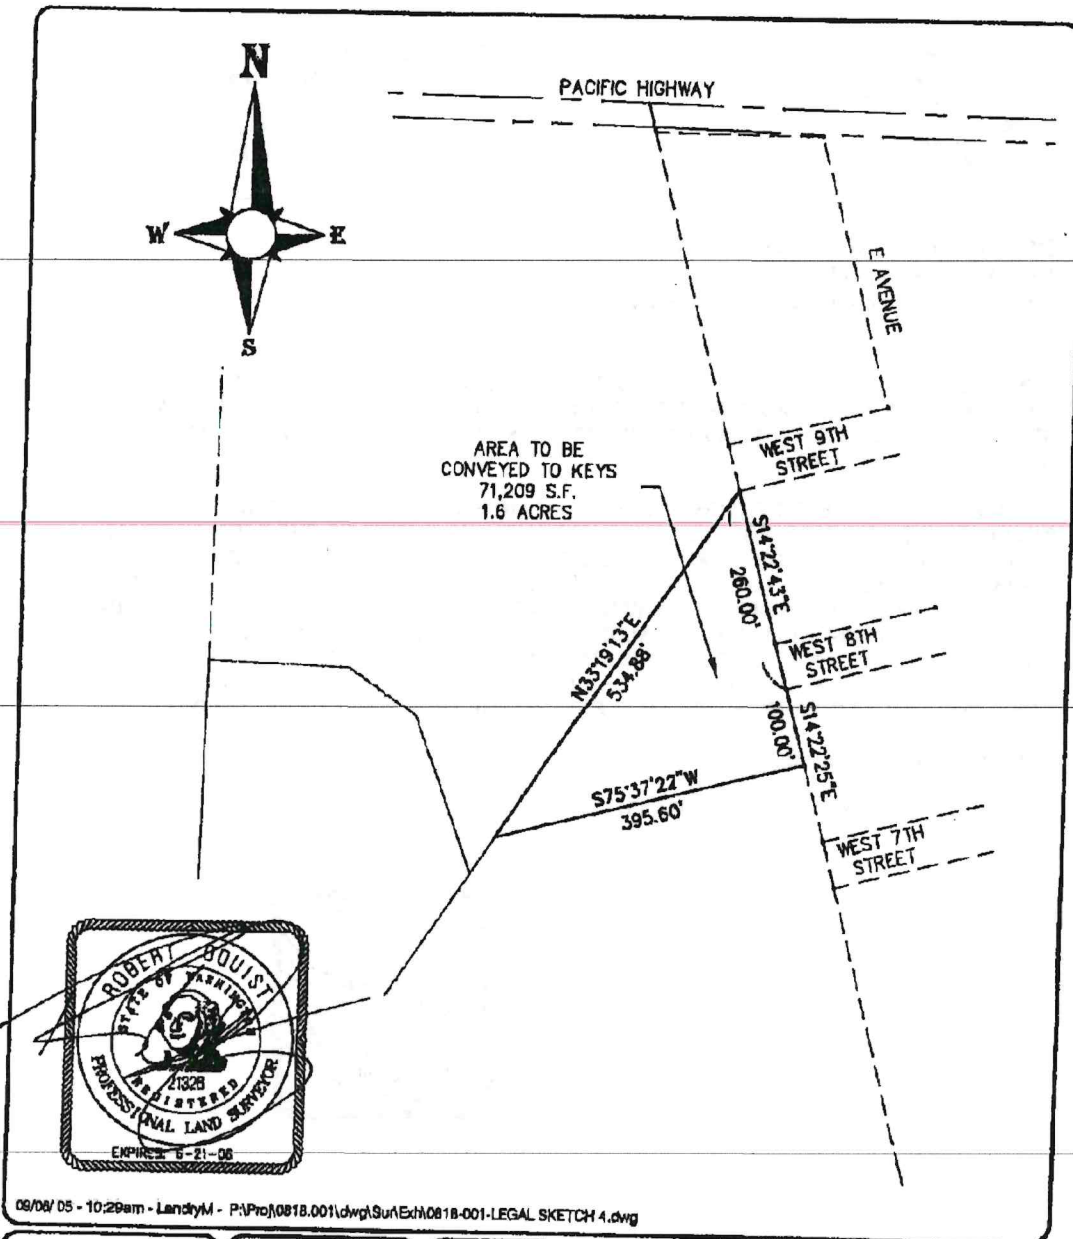 N
W E
S
PACIFIC HIGHWAY
E AVENUE
WEST 9TH
STREET
AREA TO BE
CONVEYED TO KEYS
71,209 S.F.
1.6 ACRES
S14°22'43"E
260.00'
N33°19'13"E
534.88'
WEST 8TH
STREET
S14°22'25"E
100.00'
S75°37'22"W
395.60'
WEST 7TH
STREET
ROBERT BQUIST
STATE OF WASHINGTON
21328
REGISTERED
PROFESSIONAL LAND SURVEYOR
EXPIRES: 6-21-06
09/06/05 - 10:29am - LandryM - P:\Proj\0818.001\dwg\Sur\Exh\0818-001-LEGAL SKETCH 4.dwg